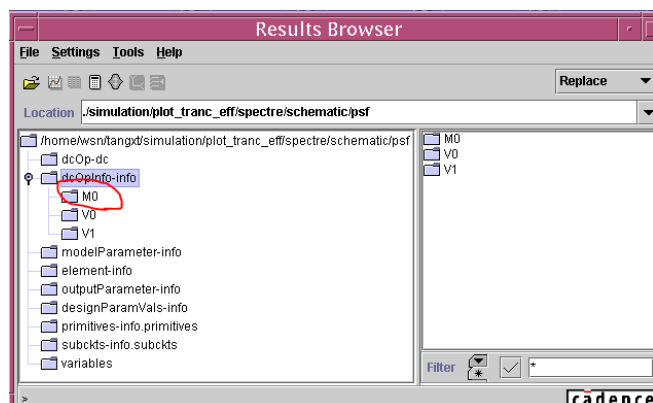 Results Browser
File Settings Tools Help
Replace
Location ./simulation/plot_tranc_eff/spectre/schematic/psf
/home/wsn/tangxt/simulation/plot_tranc_eff/spectre/schematic/psf
dcOp-dc
dcOpInfo-info
M0
V0
V1
modelParameter-info
element-info
outputParameter-info
designParamVals-info
primitives-info.primitives
subckts-info.subckts
variables
M0
V0
V1
Filter *
>
cādence